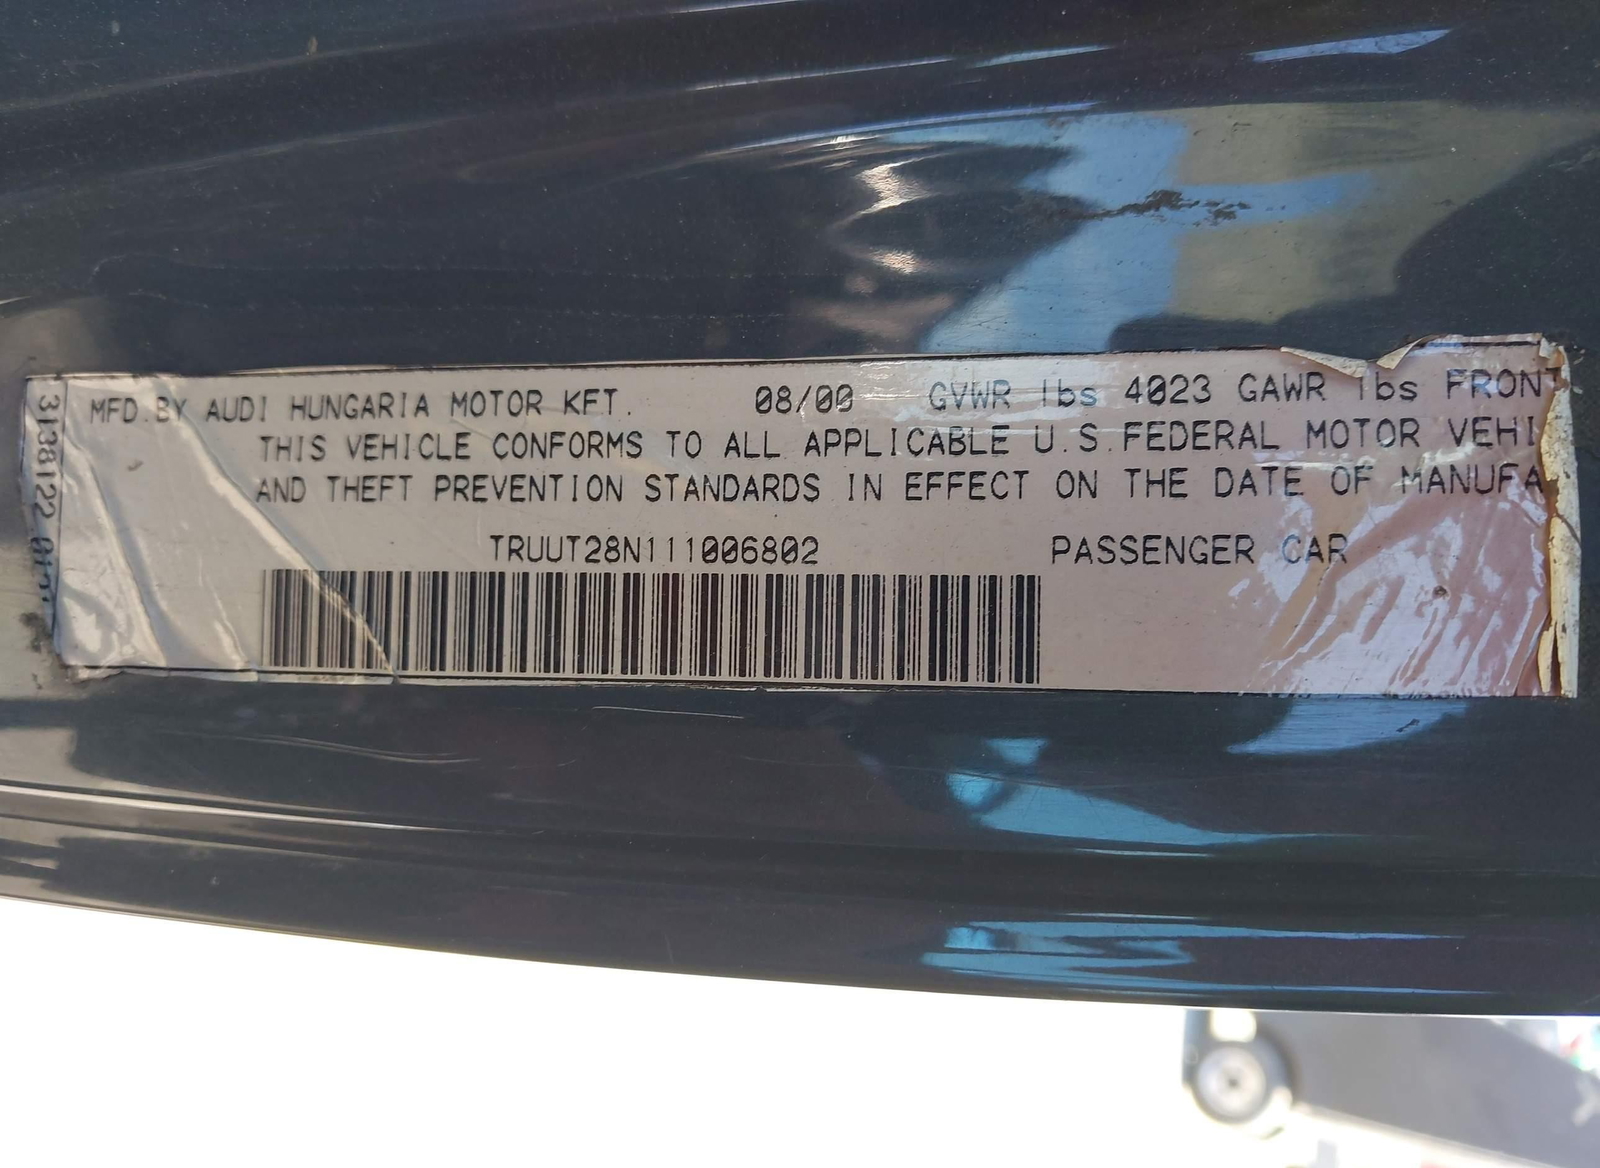 MFD.BY AUDI HUNGARIA MOTOR KFT. 08/00 GVWR lbs 4023 GAWR lbs FRONT
THIS VEHICLE CONFORMS TO ALL APPLICABLE U.S.FEDERAL MOTOR VEHI
AND THEFT PREVENTION STANDARDS IN EFFECT ON THE DATE OF MANUFA
TRUUT28N111006802 PASSENGER CAR